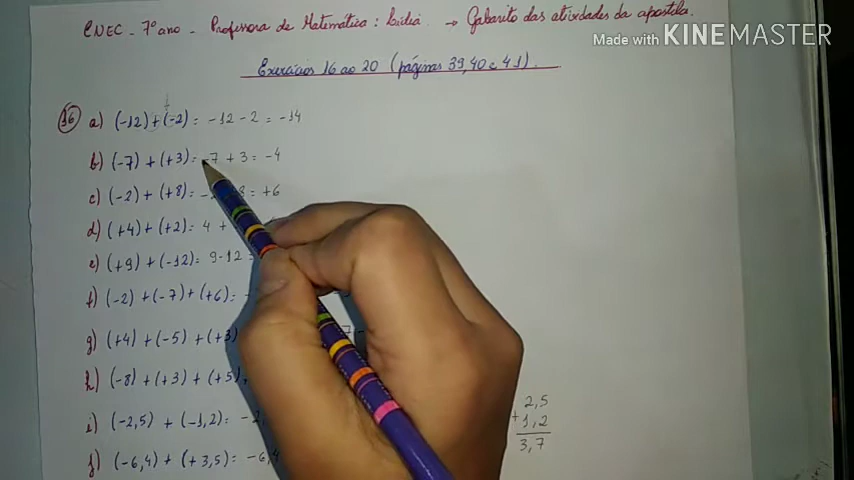 CNEC - 7º ano - Professora de Matemática: → Gabarito das atividades da apostila.
Made with KINEMASTER
Exercícios 16 ao 20 (páginas 39, 40 e 41).
16 a) (-12) + (-2) = -12 - 2 = -14
b) (-7) + (+3) = -7 + 3 = -4
c) (-2) + (+8) = 8 = +6
d) (+4) + (+2) = 4 +
e) (+9) + (-12) = 9 - 12 =
f) (-2) + (-7) + (+6) =
g) (+4) + (-5) + (+3)
h) (-8) + (+3) + (+5)
i) (-2,5) + (-1,2) = -2
j) (-6,4) + (+3,5) = -6,4
2,5
+ 1,2
3,7